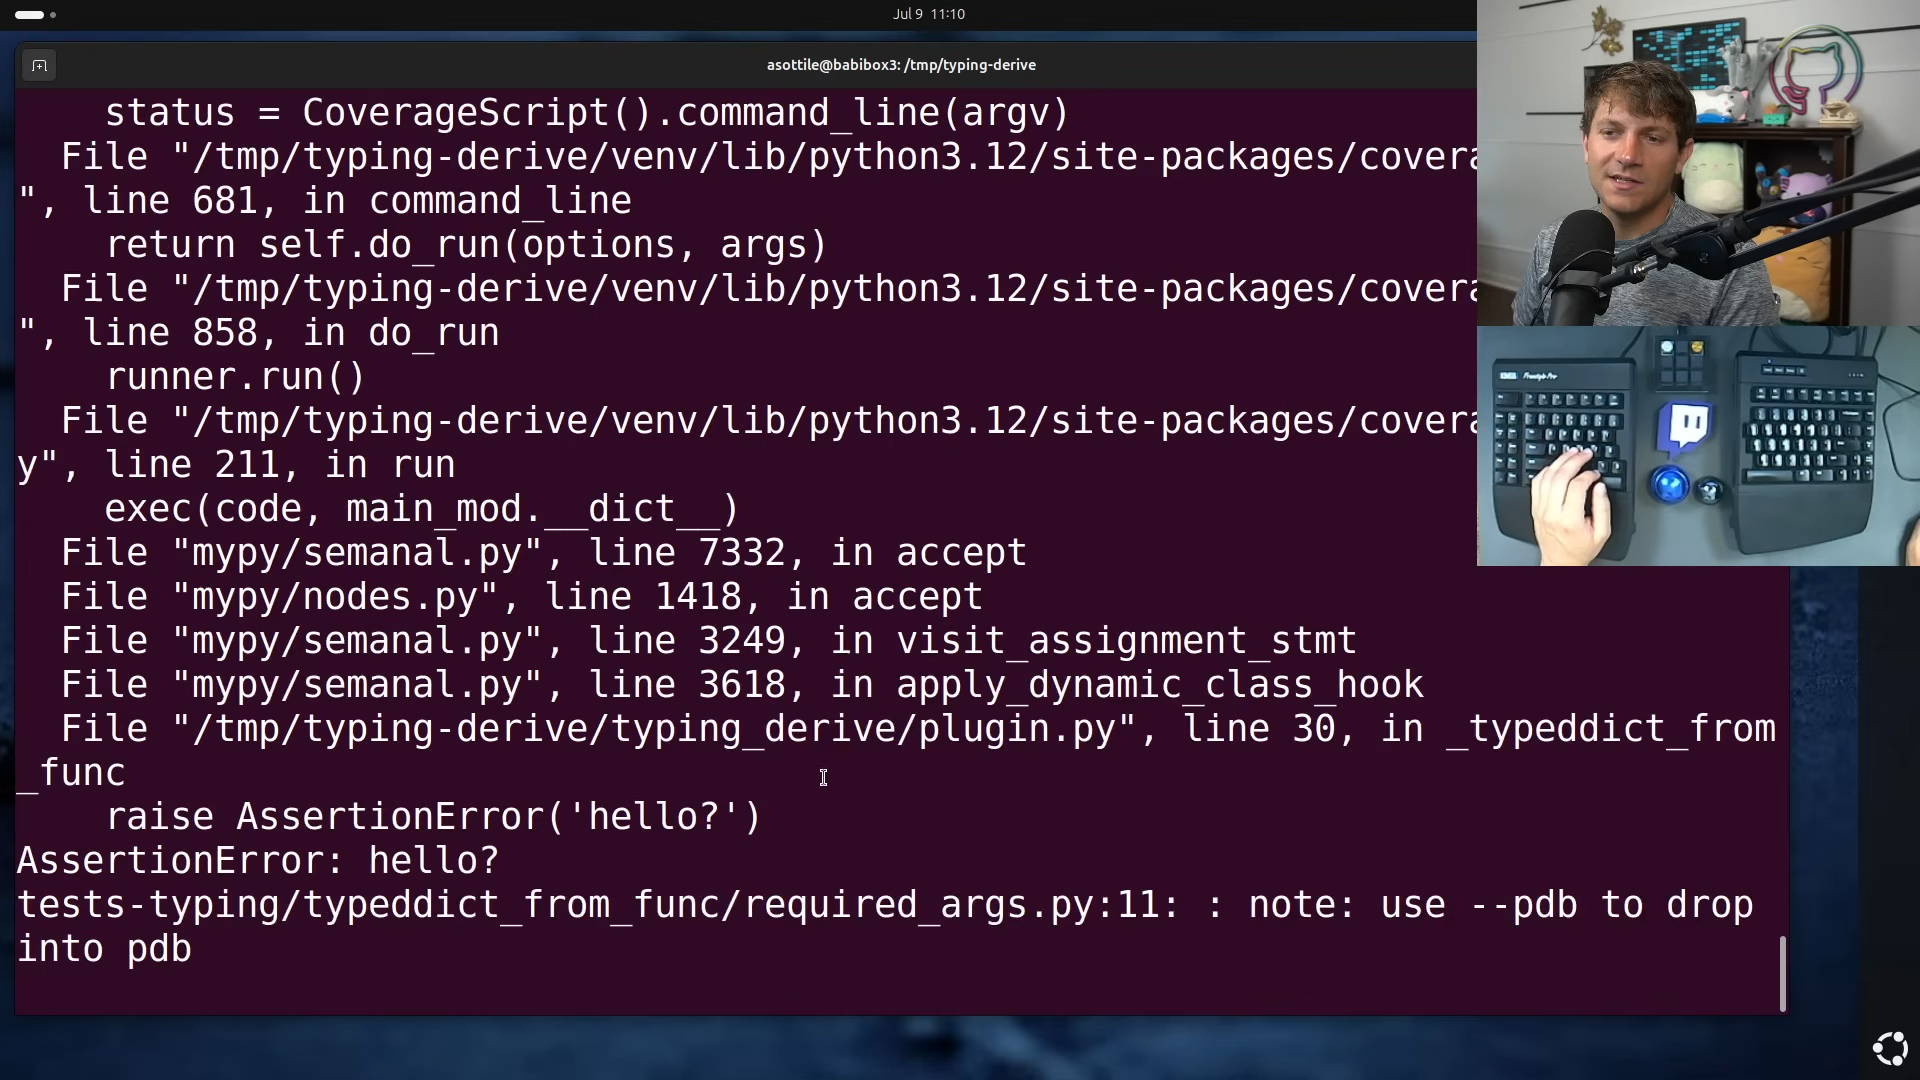 Jul 9 11:10
asottile@babibox3: /tmp/typing-derive
status = CoverageScript().command_line(argv)
File "/tmp/typing-derive/venv/lib/python3.12/site-packages/covera
", line 681, in command_line
return self.do_run(options, args)
File "/tmp/typing-derive/venv/lib/python3.12/site-packages/covera
", line 858, in do_run
runner.run()
File "/tmp/typing-derive/venv/lib/python3.12/site-packages/covera
y", line 211, in run
exec(code, main_mod.__dict__)
File "mypy/semanal.py", line 7332, in accept
File "mypy/nodes.py", line 1418, in accept
File "mypy/semanal.py", line 3249, in visit_assignment_stmt
File "mypy/semanal.py", line 3618, in apply_dynamic_class_hook
File "/tmp/typing-derive/typing_derive/plugin.py", line 30, in _typeddict_from
_func
raise AssertionError('hello?')
AssertionError: hello?
tests-typing/typeddict_from_func/required_args.py:11: : note: use --pdb to drop
into pdb